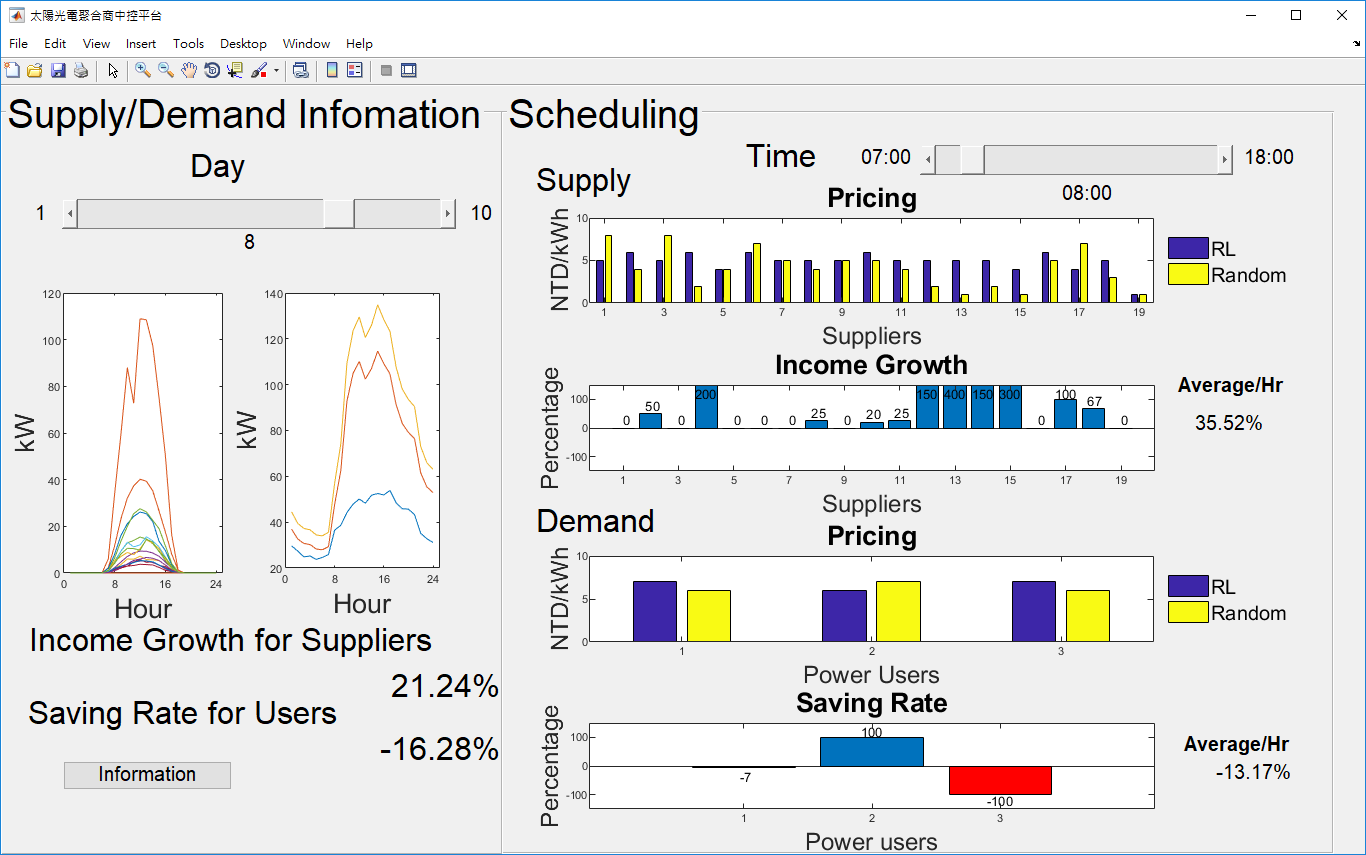 太陽光電聚合商中控平台
File Edit View Insert Tools Desktop Window Help
Supply/Demand Infomation
Day
1 10
8
kW
120
100
80
60
40
20
0
0 8 16 24
Hour
kW
140
120
100
80
60
40
20
0 8 16 24
Hour
Income Growth for Suppliers
21.24%
Saving Rate for Users
-16.28%
Information
Scheduling
Time 07:00 18:00
08:00
Supply
Pricing
NTD/kWh
10
5
0
1 3 5 7 9 11 13 15 17 19
Suppliers
RL
Random
Income Growth
Percentage
100
0
-100
0 50 0 200 0 0 0 25 0 20 25 150 400 150 300 0 100 67 0
1 3 5 7 9 11 13 15 17 19
Suppliers
Average/Hr
35.52%
Demand
Pricing
NTD/kWh
10
5
0
1 2 3
Power Users
RL
Random
Saving Rate
Percentage
100
0
-100
-7 100 -100
1 2 3
Power users
Average/Hr
-13.17%